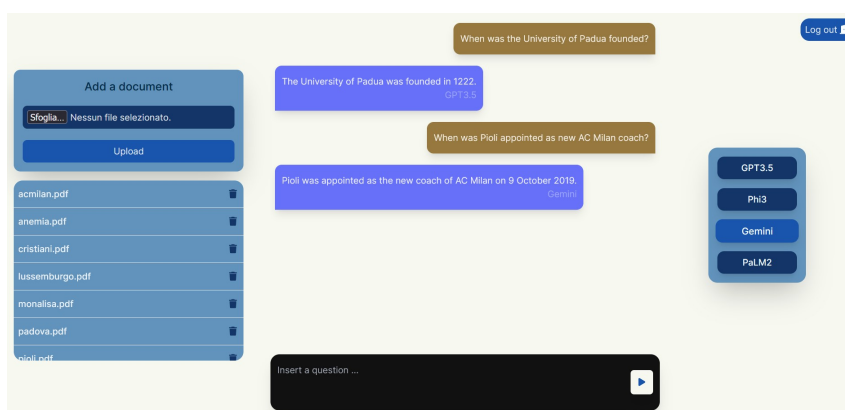 Log out
Add a document
Sfoglia... Nessun file selezionato.
Upload
acmilan.pdf
anemia.pdf
cristiani.pdf
lussemburgo.pdf
monalisa.pdf
padova.pdf
pioli.pdf
When was the University of Padua founded?
The University of Padua was founded in 1222.
GPT3.5
When was Pioli appointed as new AC Milan coach?
Pioli was appointed as the new coach of AC Milan on 9 October 2019.
Gemini
Insert a question ...
GPT3.5
Phi3
Gemini
PaLM2